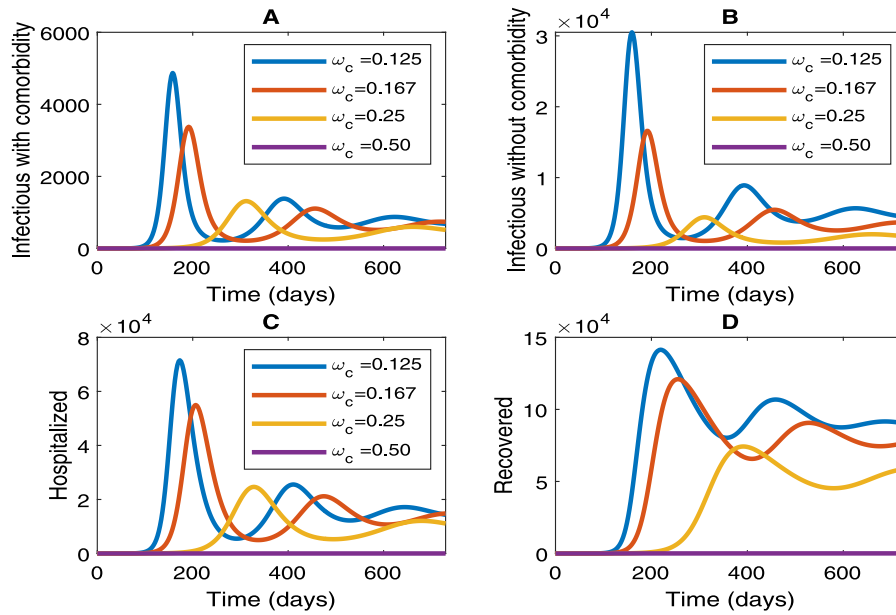 A
Infectious with comorbidity
6000
4000
2000
0
0 200 400 600
Time (days)
ω_c =0.125
ω_c =0.167
ω_c =0.25
ω_c =0.50
B
×10^4
Infectious without comorbidity
3
2
1
0
0 200 400 600
Time (days)
ω_c =0.125
ω_c =0.167
ω_c =0.25
ω_c =0.50
C
×10^4
Hospitalized
8
6
4
2
0
0 200 400 600
Time (days)
ω_c =0.125
ω_c =0.167
ω_c =0.25
ω_c =0.50
D
×10^4
Recovered
15
10
5
0
0 200 400 600
Time (days)